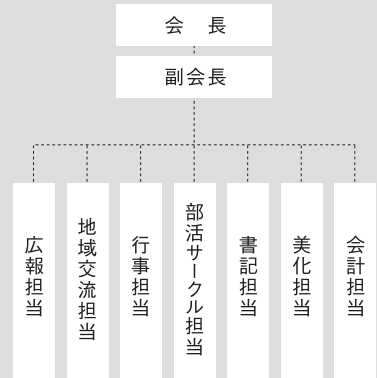 会　長
副会長
広報担当
地域交流担当
行事担当
部活サークル担当
書記担当
美化担当
会計担当